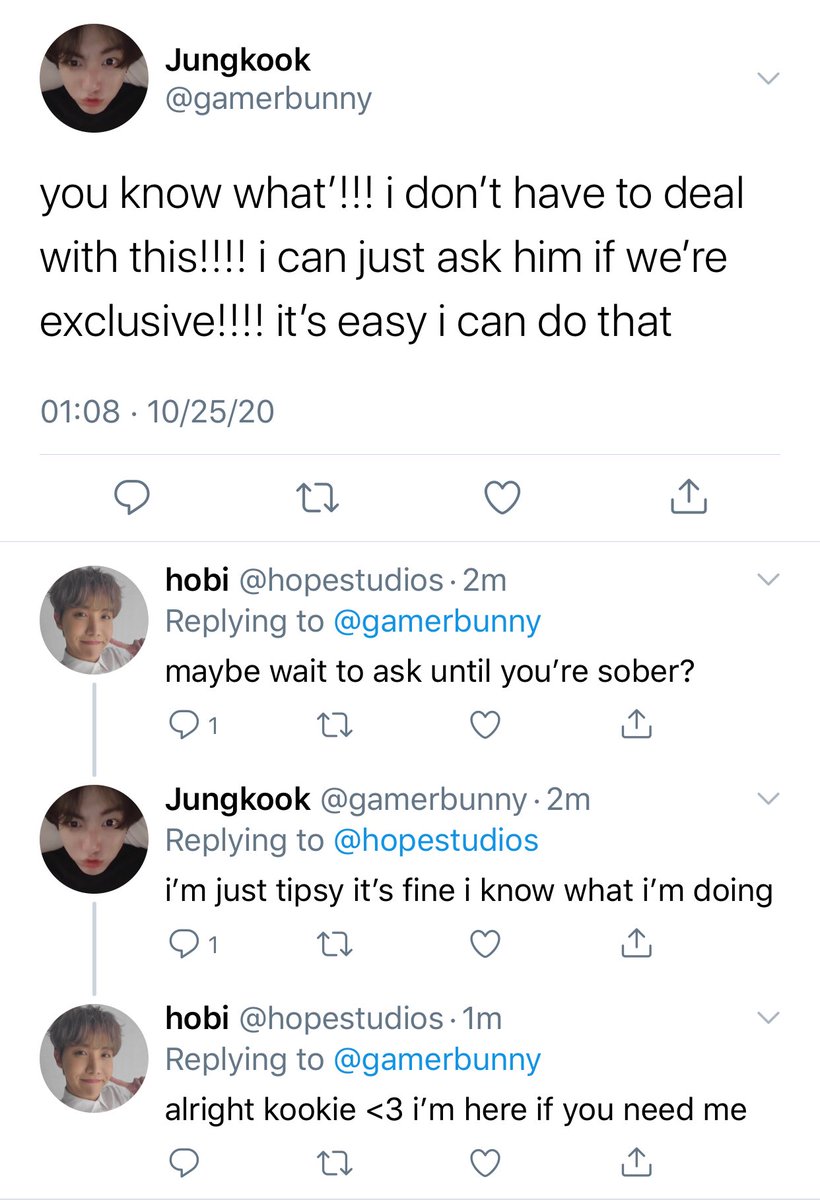 Jungkook
@gamerbunny
you know what’!!! i don’t have to deal
with this!!!! i can just ask him if we’re
exclusive!!!! it’s easy i can do that
01:08 · 10/25/20
hobi @hopestudios · 2m
Replying to @gamerbunny
maybe wait to ask until you’re sober?
1
Jungkook @gamerbunny · 2m
Replying to @hopestudios
i’m just tipsy it’s fine i know what i’m doing
1
hobi @hopestudios · 1m
Replying to @gamerbunny
alright kookie <3 i’m here if you need me